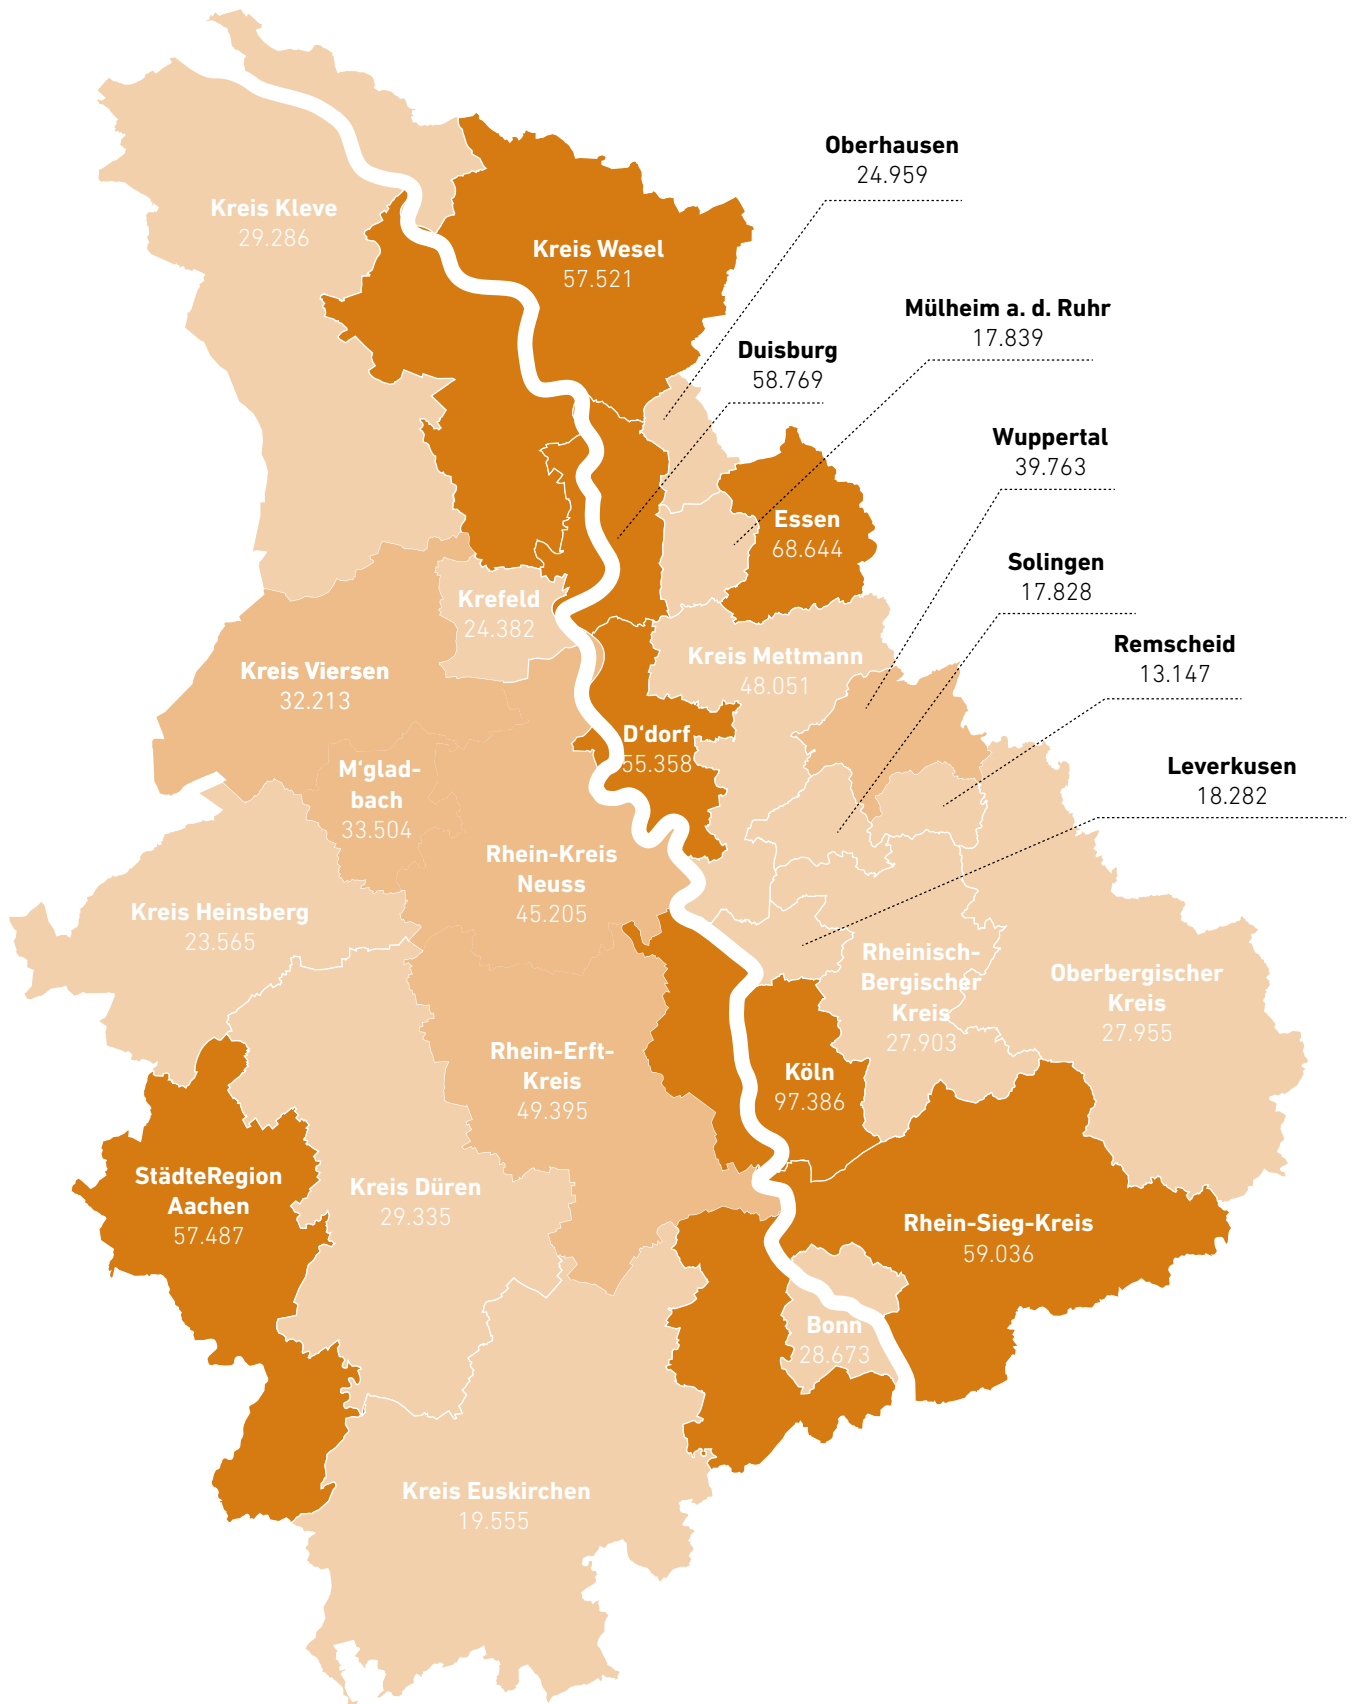 Oberhausen
24.959
Kreis Kleve
29.286
Kreis Wesel
57.521
Mülheim a. d. Ruhr
17.839
Duisburg
58.769
Wuppertal
39.763
Essen
68.644
Solingen
17.828
Krefeld
24.382
Remscheid
13.147
Kreis Mettmann
48.051
Kreis Viersen
32.213
D‘dorf
55.358
Leverkusen
18.282
M‘glad-
bach
33.504
Rhein-Kreis
Neuss
45.205
Kreis Heinsberg
23.565
Rheinisch-
Bergischer
Kreis
27.903
Oberbergischer
Kreis
27.955
Rhein-Erft-
Kreis
49.395
Köln
97.386
StädteRegion
Aachen
57.487
Kreis Düren
29.335
Rhein-Sieg-Kreis
59.036
Bonn
28.673
Kreis Euskirchen
19.555